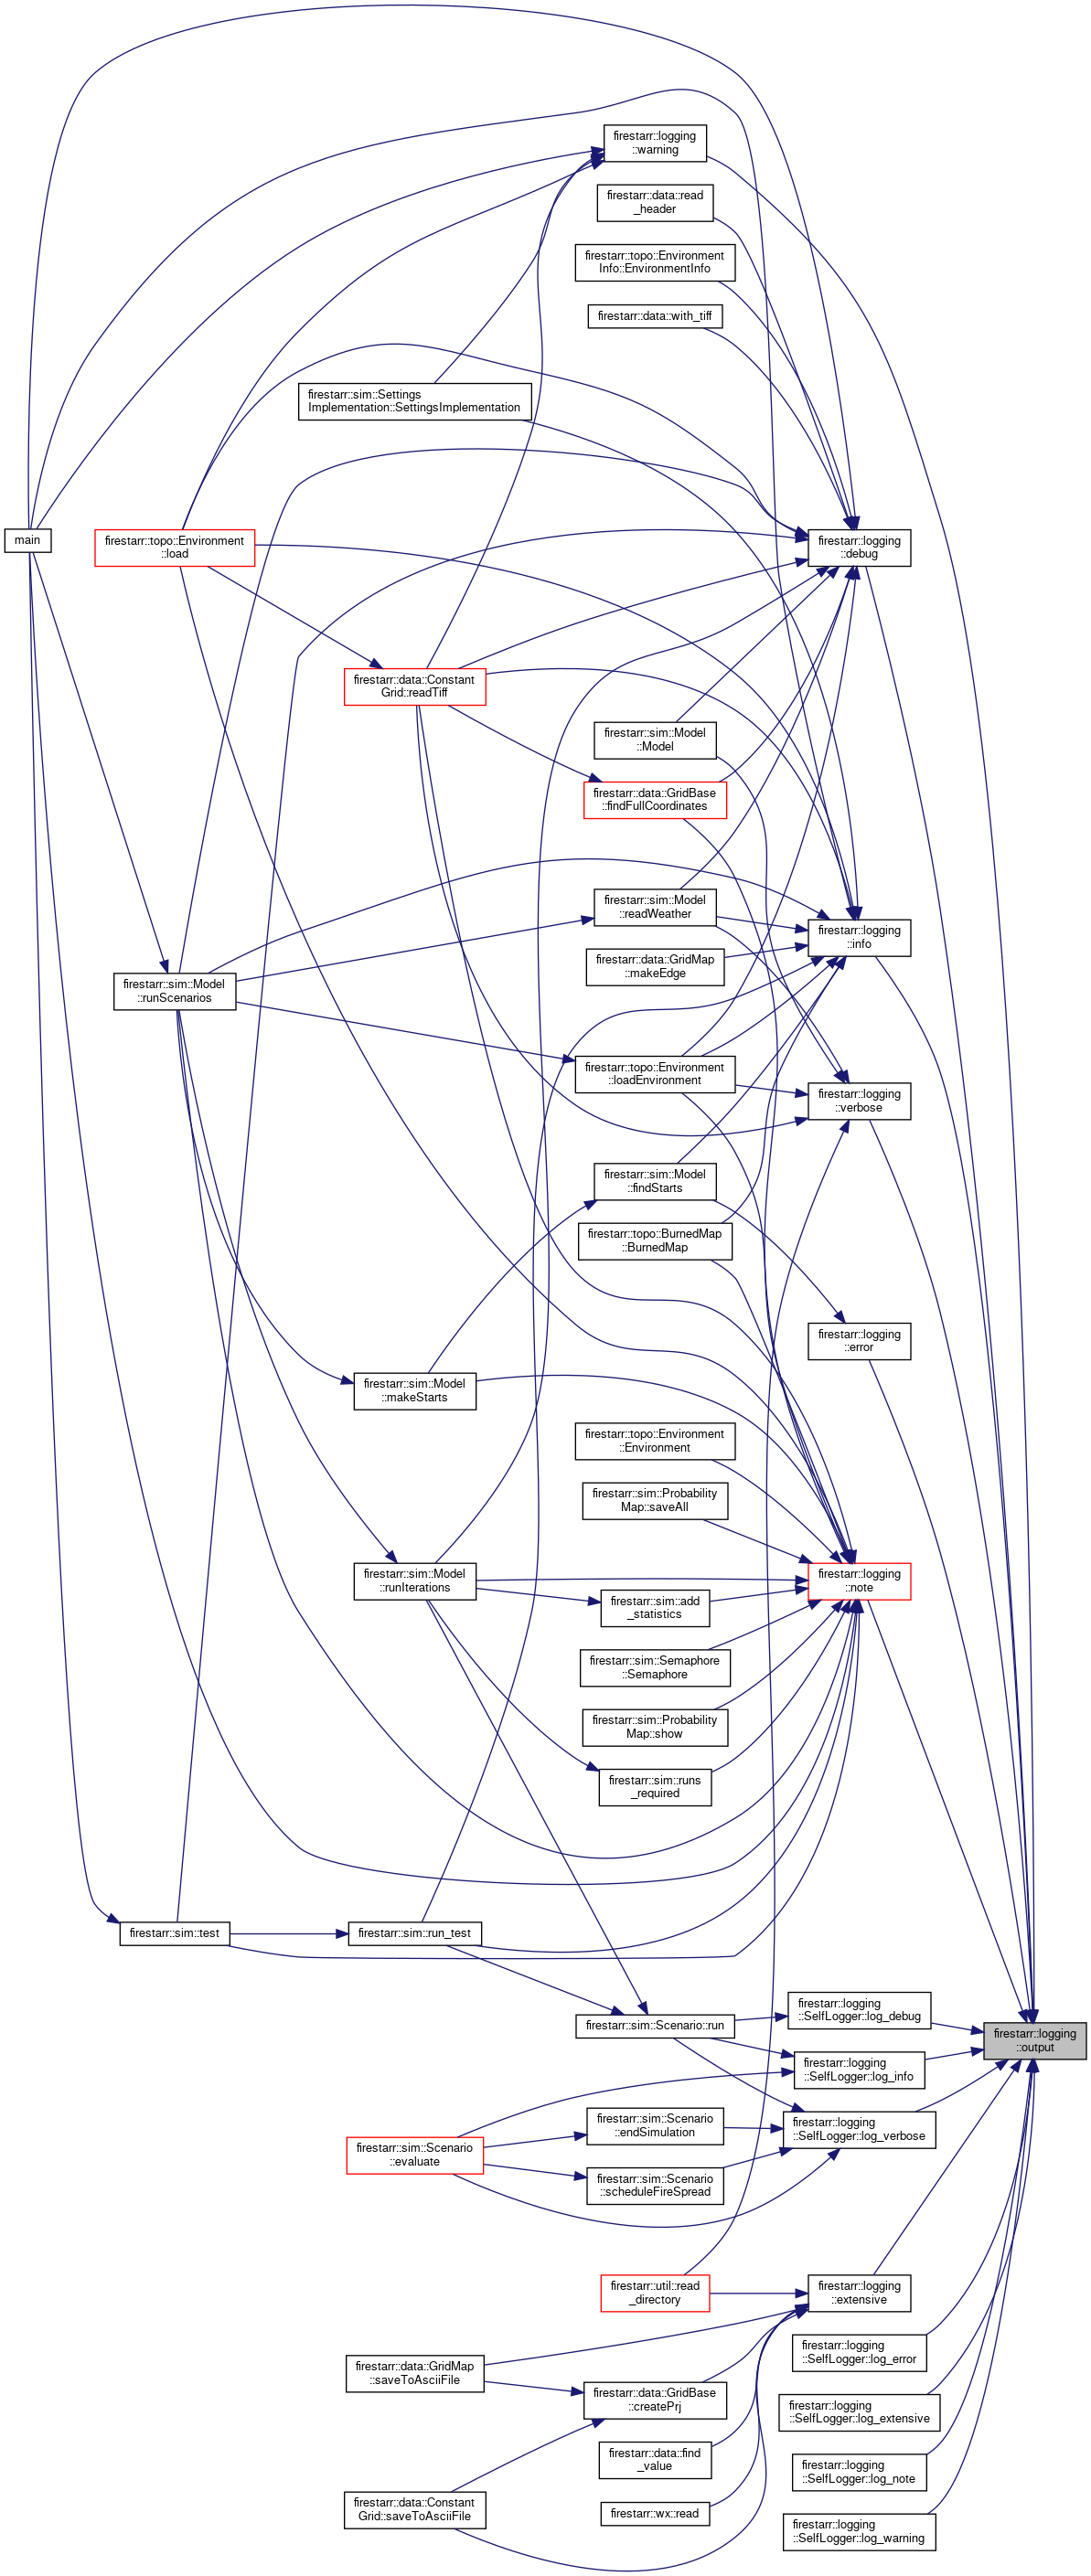 firestarr::logging
::warning
firestarr::data::read
_header
firestarr::topo::Environment
Info::EnvironmentInfo
firestarr::data::with_tiff
firestarr::sim::Settings
Implementation::SettingsImplementation
main
firestarr::topo::Environment
::load
firestarr::logging
::debug
firestarr::data::Constant
Grid::readTiff
firestarr::sim::Model
::Model
firestarr::data::GridBase
::findFullCoordinates
firestarr::sim::Model
::readWeather
firestarr::logging
::info
firestarr::data::GridMap
::makeEdge
firestarr::sim::Model
::runScenarios
firestarr::topo::Environment
::loadEnvironment
firestarr::logging
::verbose
firestarr::sim::Model
::findStarts
firestarr::topo::BurnedMap
::BurnedMap
firestarr::logging
::error
firestarr::sim::Model
::makeStarts
firestarr::topo::Environment
::Environment
firestarr::sim::Probability
Map::saveAll
firestarr::sim::Model
::runIterations
firestarr::logging
::note
firestarr::sim::add
_statistics
firestarr::sim::Semaphore
::Semaphore
firestarr::sim::Probability
Map::show
firestarr::sim::runs
_required
firestarr::sim::test
firestarr::sim::run_test
firestarr::logging
::SelfLogger::log_debug
firestarr::sim::Scenario::run
firestarr::logging
::output
firestarr::logging
::SelfLogger::log_info
firestarr::sim::Scenario
::endSimulation
firestarr::logging
::SelfLogger::log_verbose
firestarr::sim::Scenario
::evaluate
firestarr::sim::Scenario
::scheduleFireSpread
firestarr::util::read
_directory
firestarr::logging
::extensive
firestarr::logging
::SelfLogger::log_error
firestarr::data::GridMap
::saveToAsciiFile
firestarr::data::GridBase
::createPrj
firestarr::logging
::SelfLogger::log_extensive
firestarr::data::find
_value
firestarr::logging
::SelfLogger::log_note
firestarr::data::Constant
Grid::saveToAsciiFile
firestarr::wx::read
firestarr::logging
::SelfLogger::log_warning